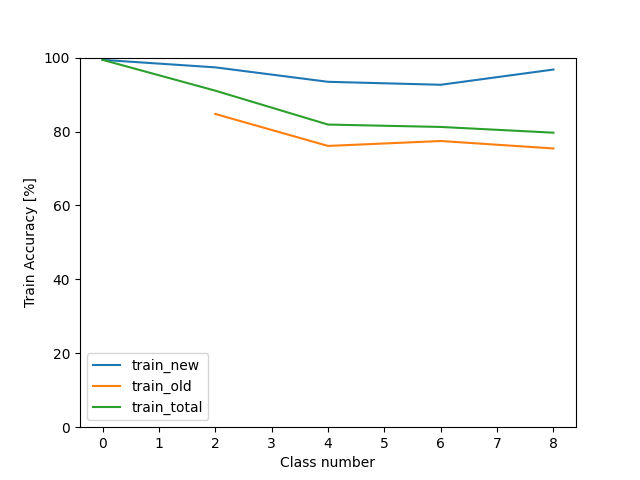 100
80
60
40
20
0
Train Accuracy [%]
train_new
train_old
train_total
0 1 2 3 4 5 6 7 8
Class number